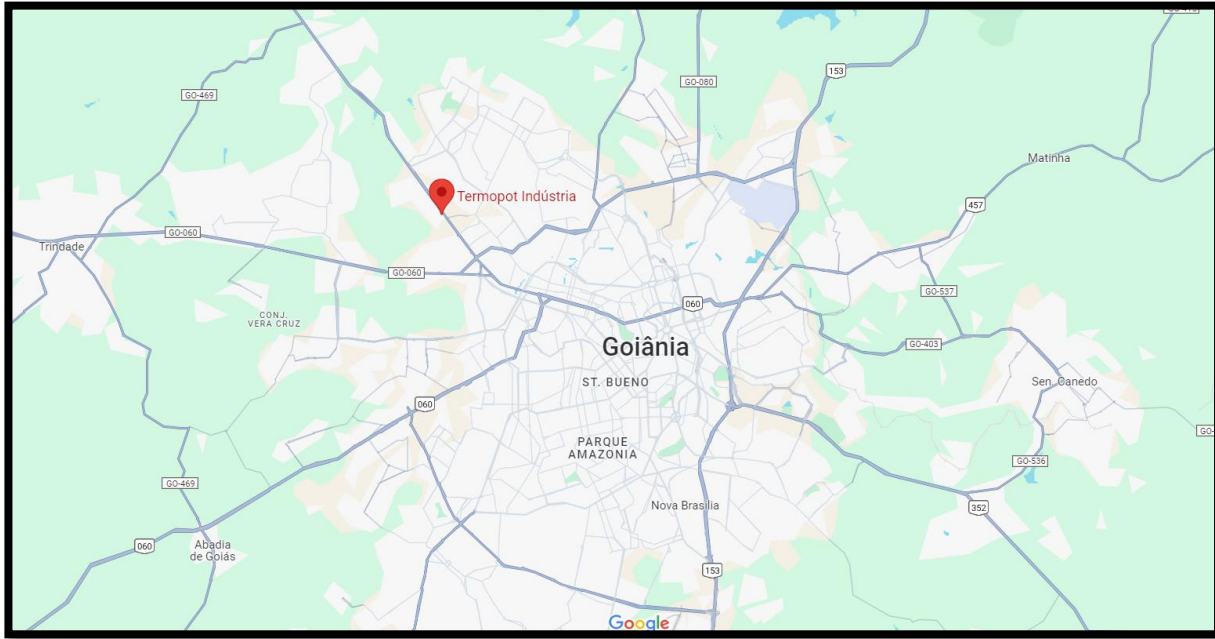 GO-080
153
GO-469
Matinha
Termopot Indústria
457
GO-060
Trindade
GO-060
GO-537
060
CONJ.
VERA CRUZ
Goiânia
GO-403
ST. BUENO
Sen. Canedo
060
PARQUE
AMAZONIA
GO-536
GO-469
Nova Brasilia
352
060
Abadia
de Goiás
153
Google